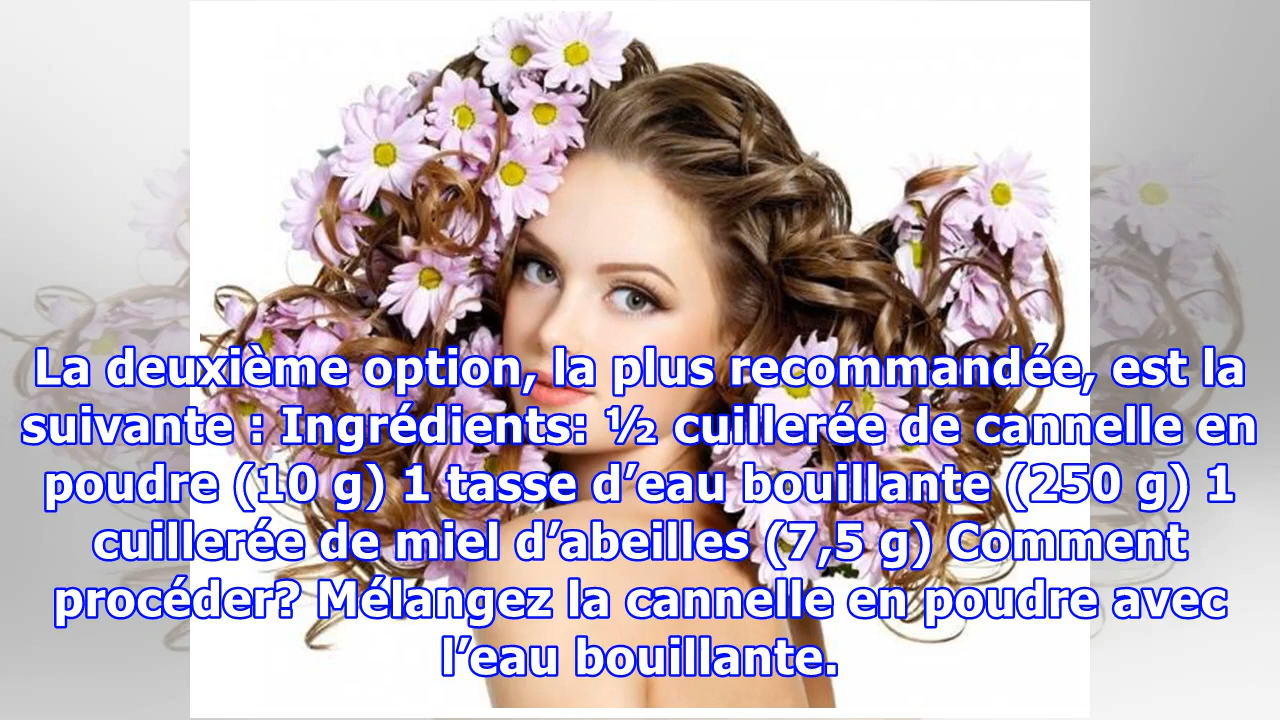 La deuxième option, la plus recommandée, est la
suivante : Ingrédients: ½ cuillerée de cannelle en
poudre (10 g) 1 tasse d’eau bouillante (250 g) 1
cuillerée de miel d’abeilles (7,5 g) Comment
procéder? Mélangez la cannelle en poudre avec
l’eau bouillante.